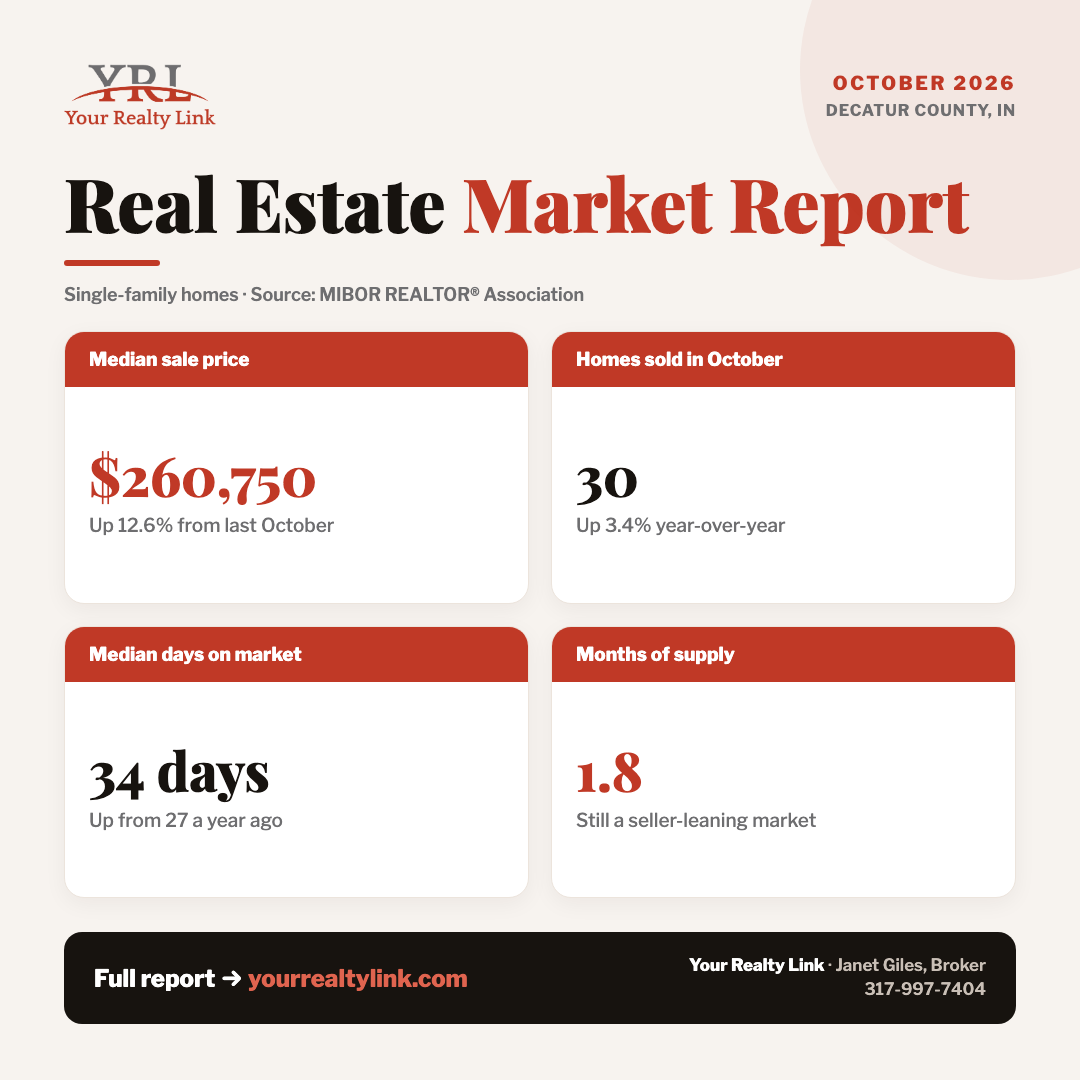 YRL
Your Realty Link
OCTOBER 2026
DECATUR COUNTY, IN
Real Estate Market Report
Single-family homes · Source: MIBOR REALTOR® Association
Median sale price
$260,750
Up 12.6% from last October
Homes sold in October
30
Up 3.4% year-over-year
Median days on market
34 days
Up from 27 a year ago
Months of supply
1.8
Still a seller-leaning market
Full report → yourrealtylink.com
Your Realty Link · Janet Giles, Broker
317-997-7404